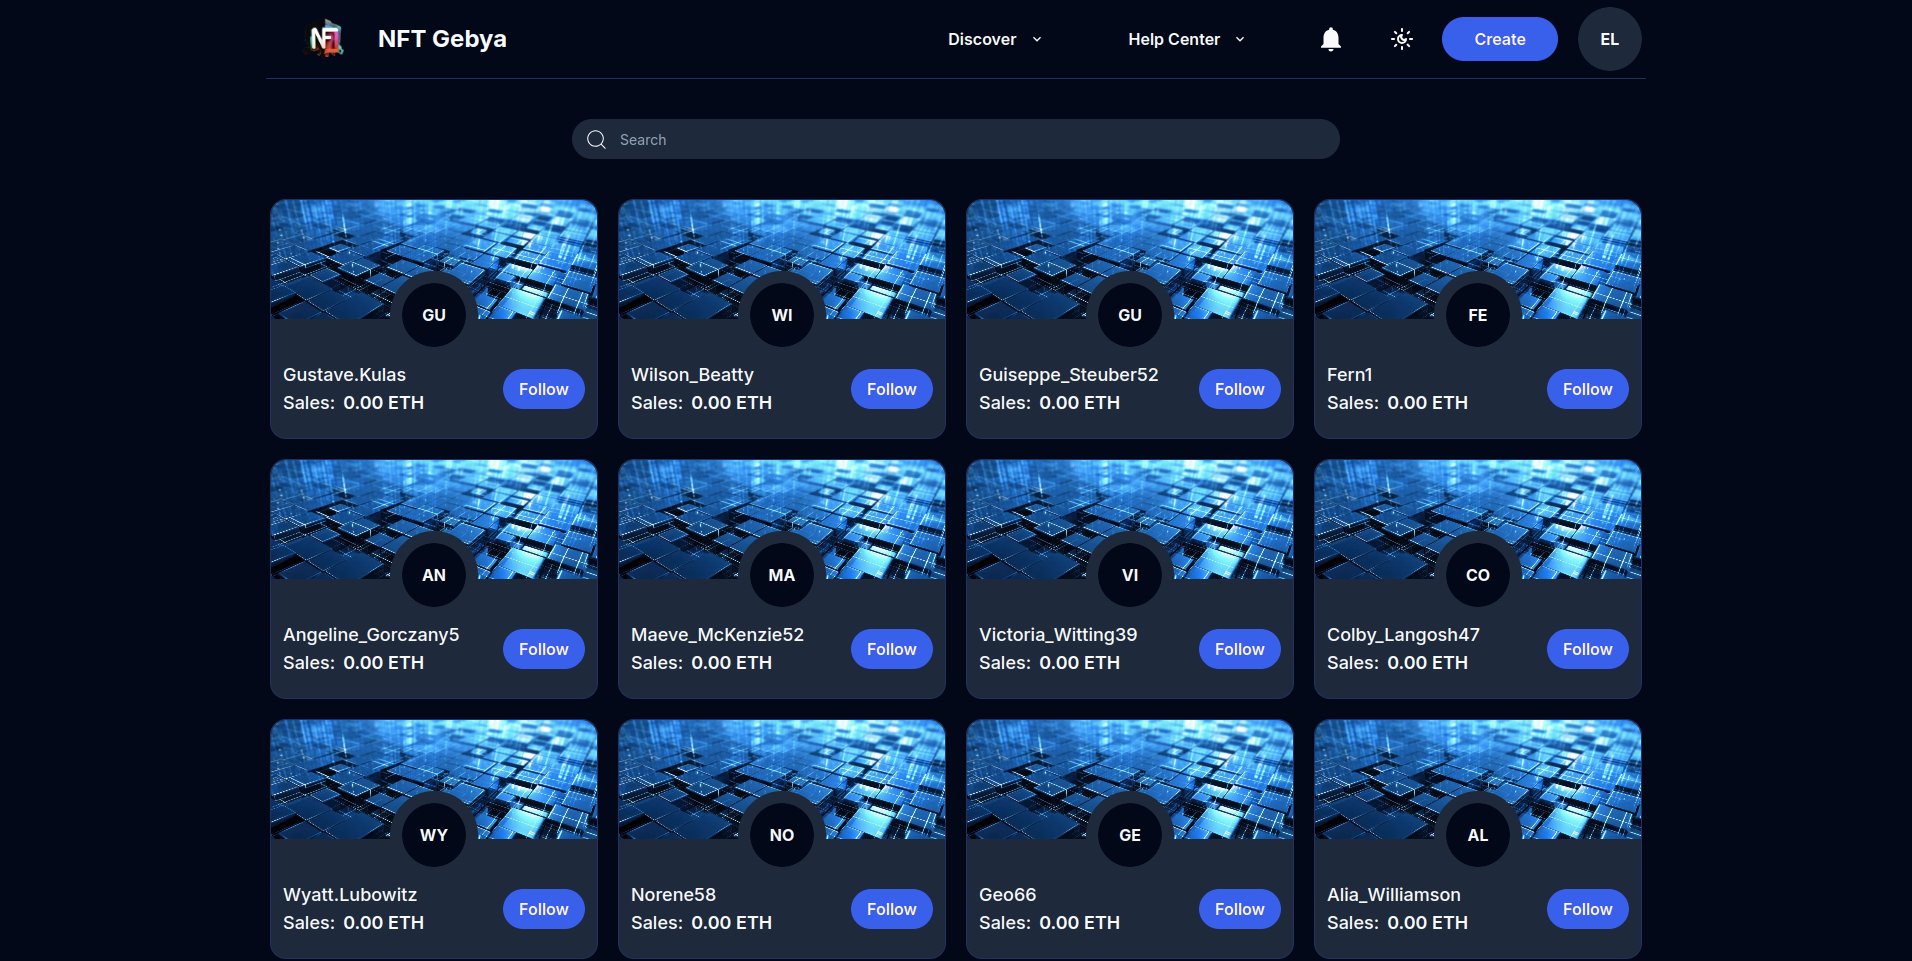 NF
NFT Gebya
Discover
Help Center
Create
EL
Search
GU
WI
GU
FE
Gustave.Kulas
Sales: 0.00 ETH
Follow
Wilson_Beatty
Sales: 0.00 ETH
Follow
Guiseppe_Steuber52
Sales: 0.00 ETH
Follow
Fern1
Sales: 0.00 ETH
Follow
AN
MA
VI
CO
Angeline_Gorczany5
Sales: 0.00 ETH
Follow
Maeve_McKenzie52
Sales: 0.00 ETH
Follow
Victoria_Witting39
Sales: 0.00 ETH
Follow
Colby_Langosh47
Sales: 0.00 ETH
Follow
WY
NO
GE
AL
Wyatt.Lubowitz
Sales: 0.00 ETH
Follow
Norene58
Sales: 0.00 ETH
Follow
Geo66
Sales: 0.00 ETH
Follow
Alia_Williamson
Sales: 0.00 ETH
Follow